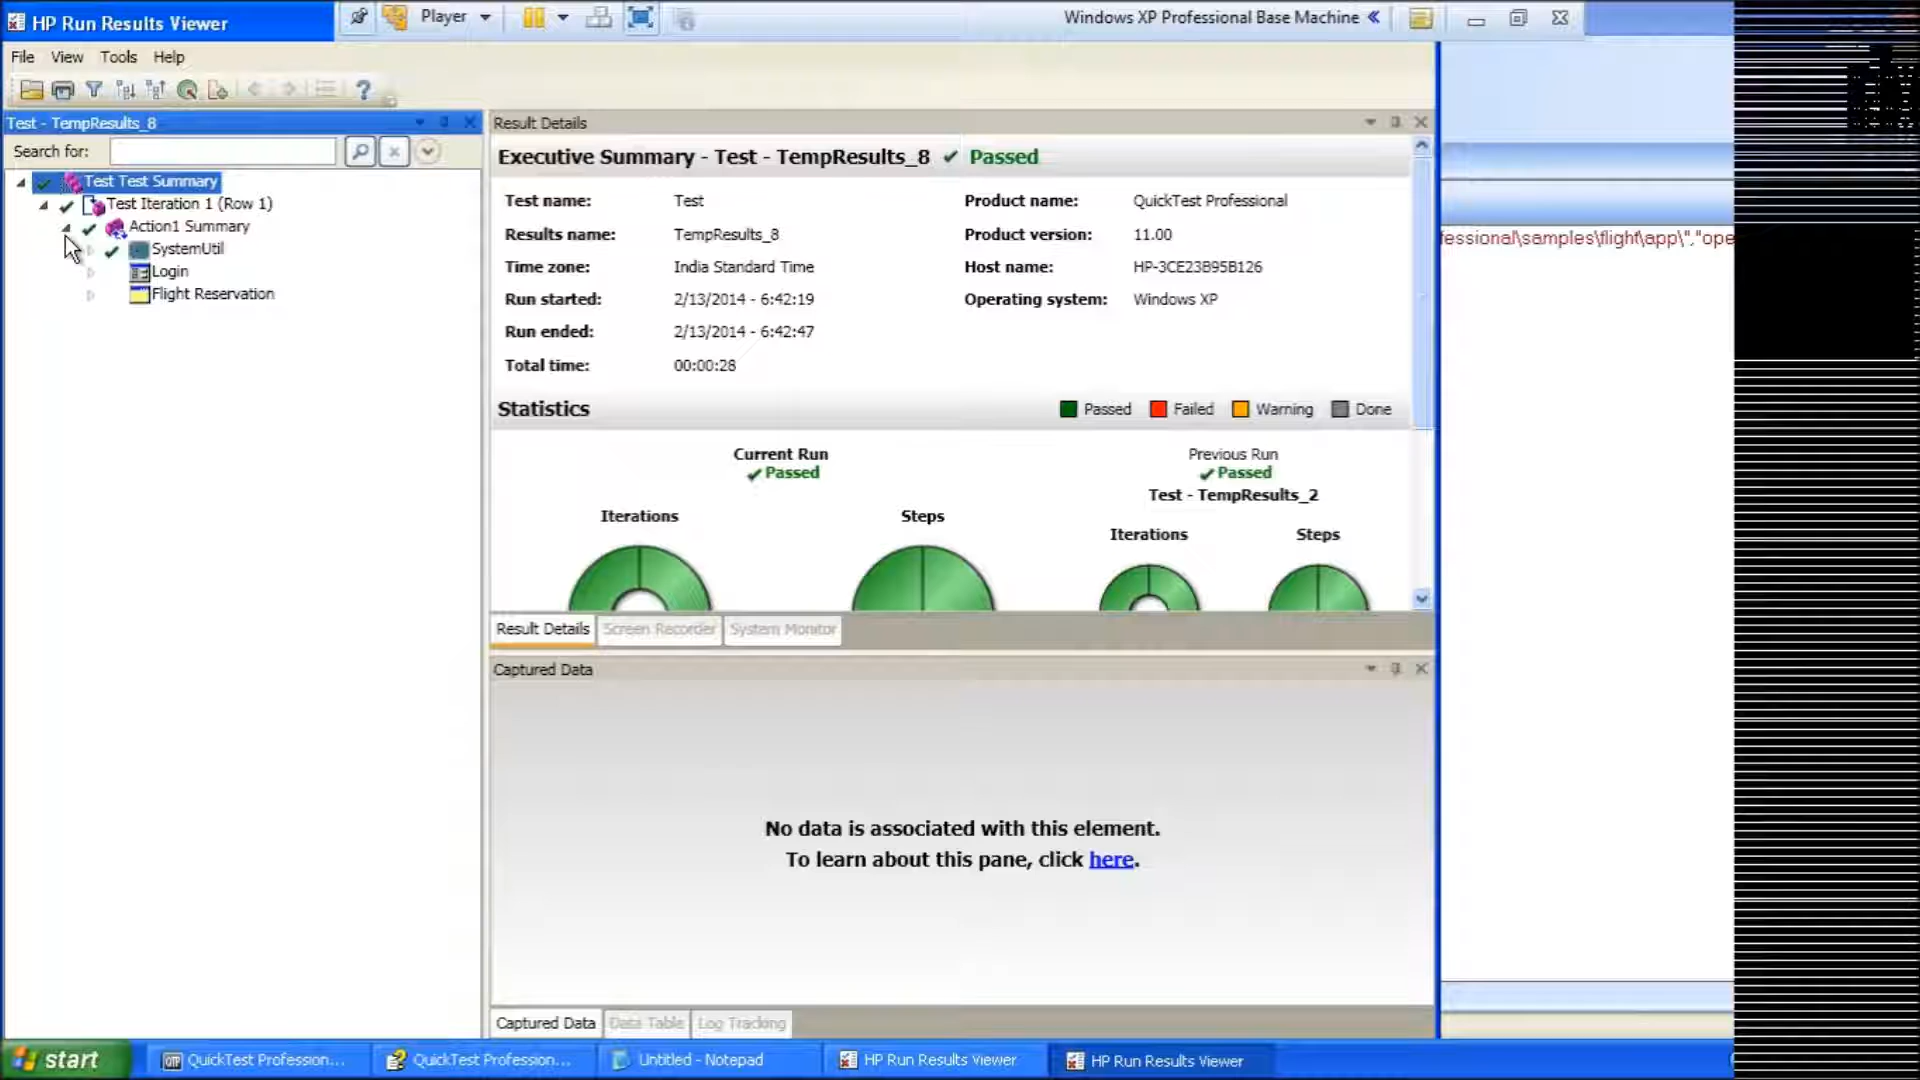 HP Run Results Viewer
Player
Windows XP Professional Base Machine
File View Tools Help
Test - TempResults_8
Search for:
Test Test Summary
Test Iteration 1 (Row 1)
Action1 Summary
SystemUtil
Login
Flight Reservation
Result Details
Executive Summary - Test - TempResults_8 Passed
Test name: Test
Product name: QuickTest Professional
Results name: TempResults_8
Product version: 11.00
Time zone: India Standard Time
Host name: HP-3CE23B95B126
Run started: 2/13/2014 - 6:42:19
Operating system: Windows XP
Run ended: 2/13/2014 - 6:42:47
Total time: 00:00:28
Statistics
Passed Failed Warning Done
Current Run
Passed
Iterations
Steps
Previous Run
Passed
Test - TempResults_2
Iterations
Steps
Result Details Screen Recorder System Monitor
Captured Data
No data is associated with this element.
To learn about this pane, click here.
Captured Data Data Table Log Tracking
fessional\samples\flight\app\","ope
start
QuickTest Profession...
QuickTest Profession...
Untitled - Notepad
HP Run Results Viewer
HP Run Results Viewer